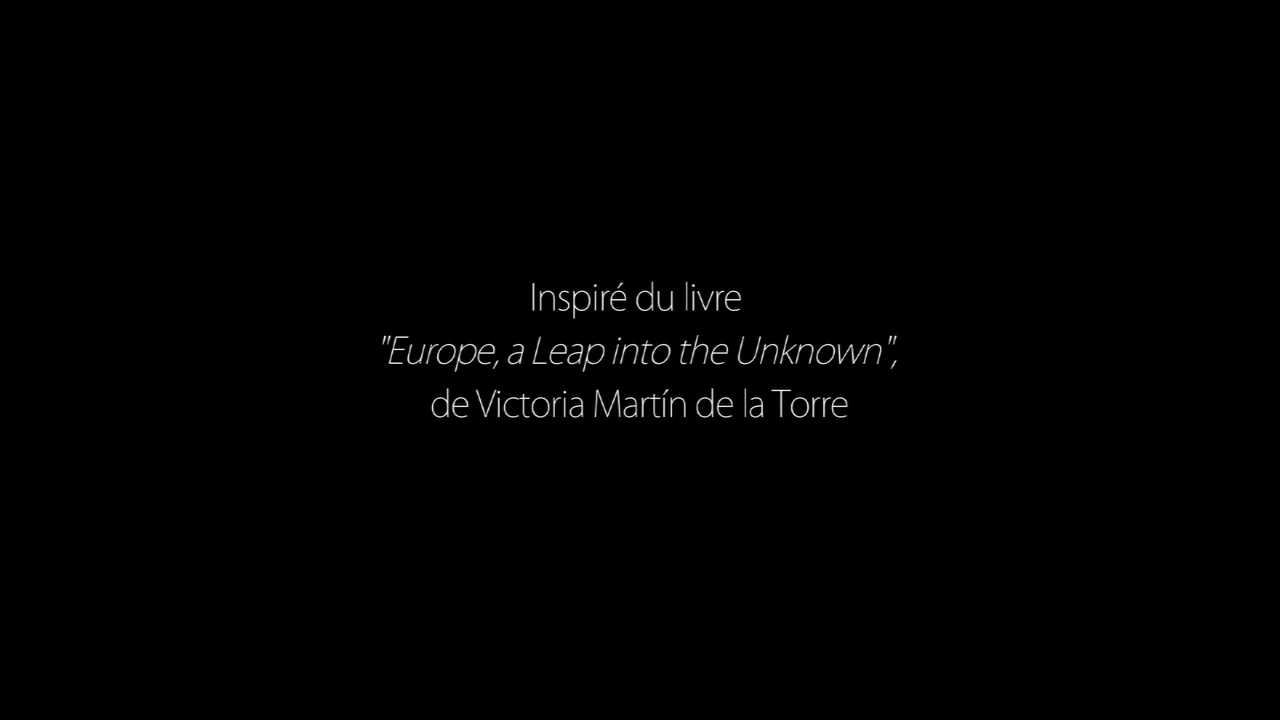 Inspiré du livre
"Europe, a Leap into the Unknown",
de Victoria Martín de la Torre